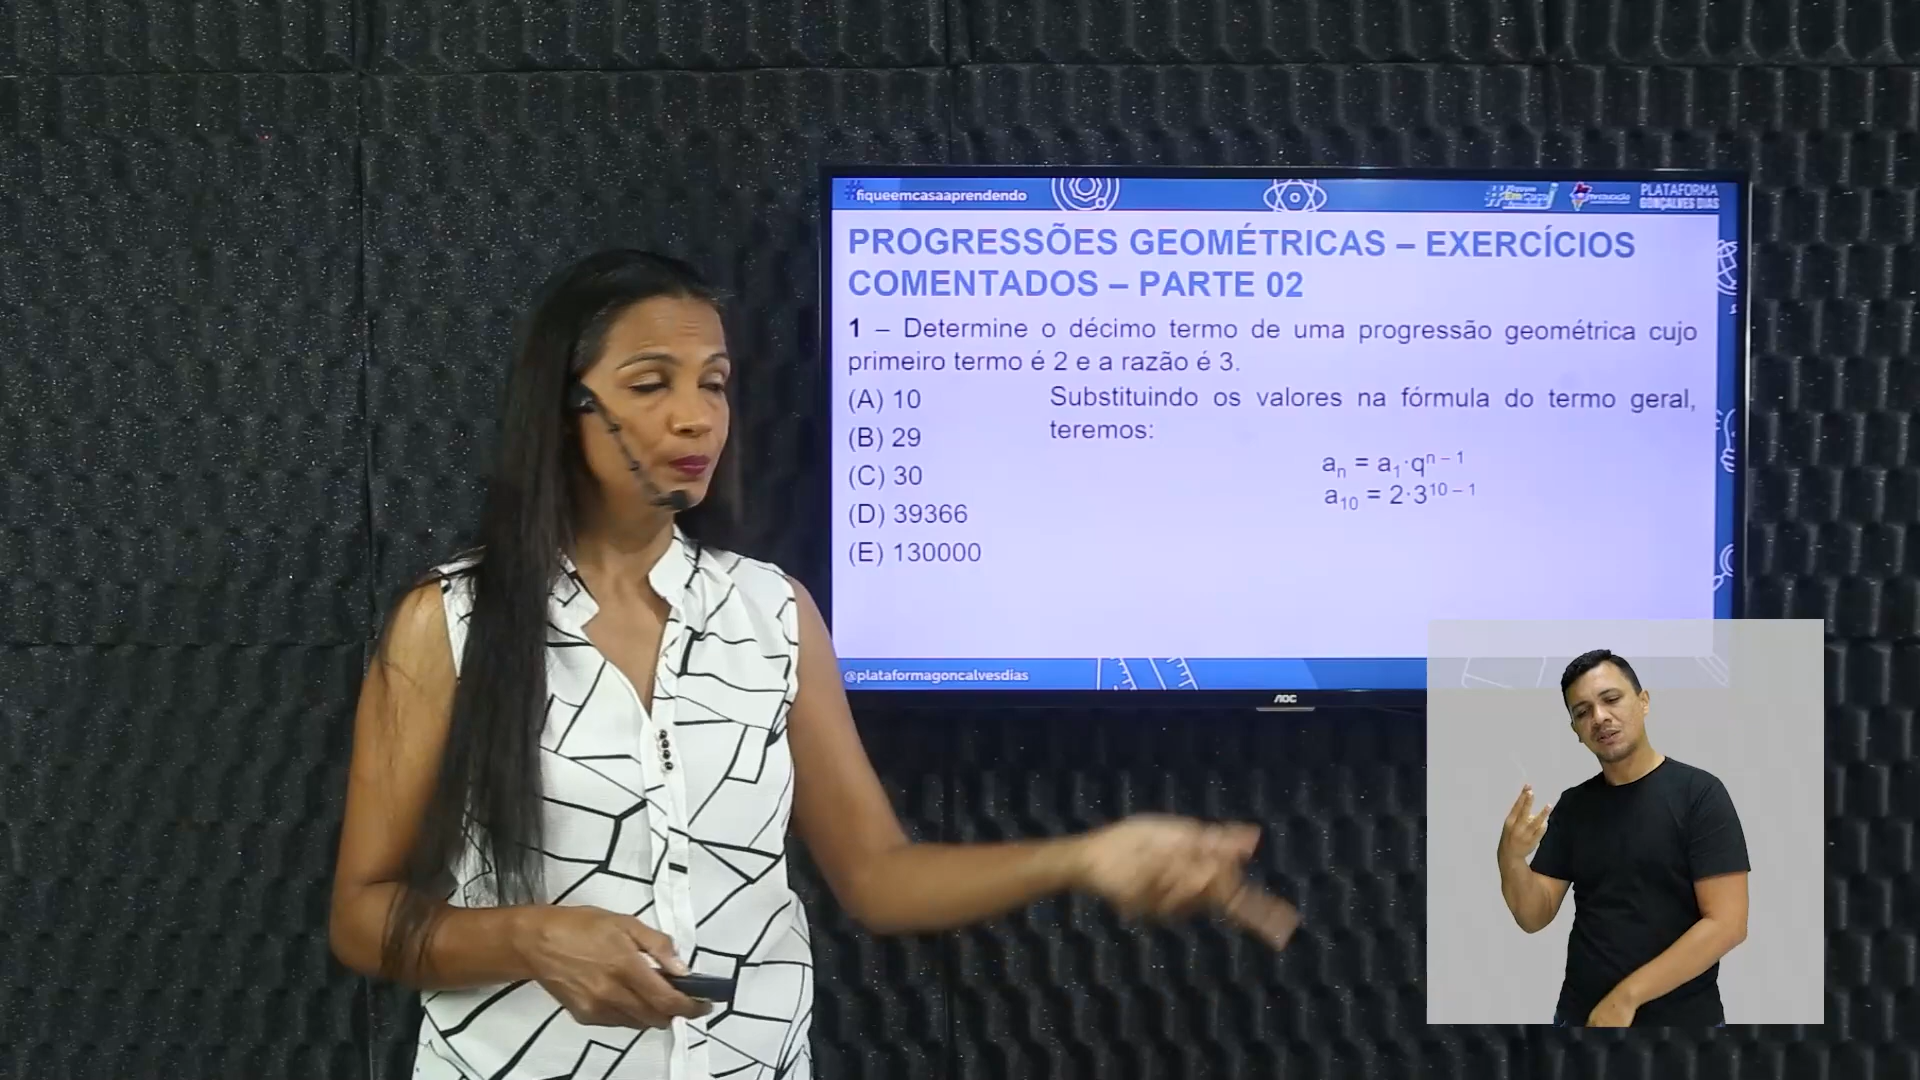 #fiqueemcasaaprendendo
PLATAFORMA
GONÇALVES DIAS
PROGRESSÕES GEOMÉTRICAS – EXERCÍCIOS
COMENTADOS – PARTE 02
1 – Determine o décimo termo de uma progressão geométrica cujo
primeiro termo é 2 e a razão é 3.
(A) 10
(B) 29
(C) 30
(D) 39366
(E) 130000
Substituindo os valores na fórmula do termo geral,
teremos:
aₙ = a₁·qⁿ⁻¹
a₁₀ = 2·3¹⁰⁻¹
@plataformagoncalvesdias
AOC